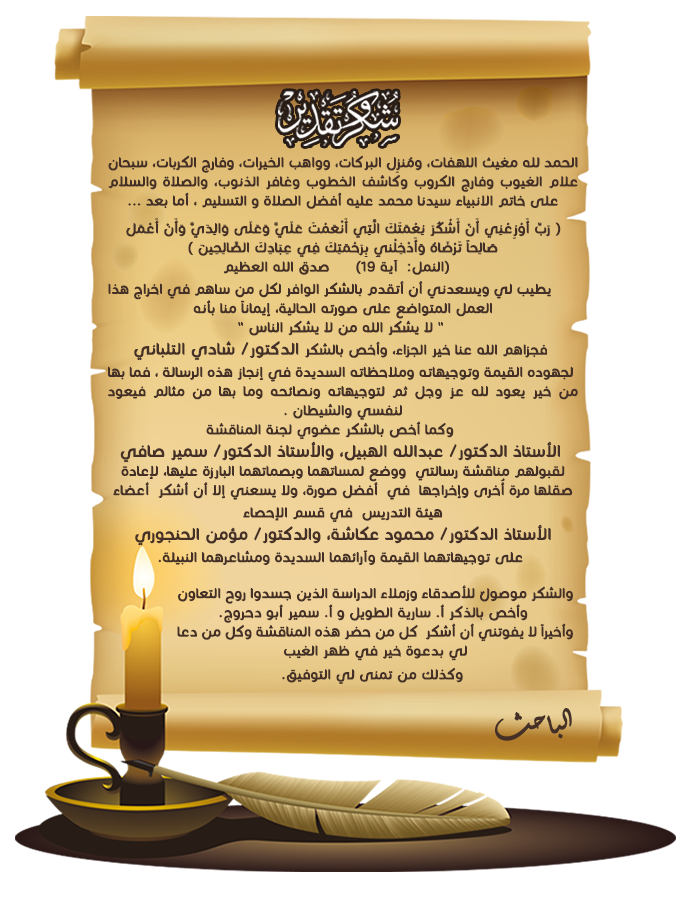 شكر وتقدير
الحمد لله مغيث اللهفات، ومُنزل البركات، وواهب الخيرات، وفارج الكربات، سبحان
علام الغيوب وفارج الكروب وكاشف الخطوب وغافر الذنوب، والصلاة والسلام
على خاتم الانبياء سيدنا محمد عليه أفضل الصلاة و التسليم ، أما بعد ...
( رَبِّ أَوْزِعْنِي أَنْ أَشْكُرَ نِعْمَتَكَ الَّتِي أَنْعَمْتَ عَلَيَّ وَعَلَى وَالِدَيَّ وَأَنْ أَعْمَلَ
صَالِحاً تَرْضَاهُ وَأَدْخِلْنِي بِرَحْمَتِكَ فِي عِبَادِكَ الصَّالِحِينَ )
(النمل: آية 19) صدق الله العظيم
يطيب لي ويسعدني أن أتقدم بالشكر الوافر لكل من ساهم في اخراج هذا
العمل المتواضع على صورته الحالية، إيماناً منا بأنه
“ لا يشكر الله من لا يشكر الناس “
فجزاهم الله عنا خير الجزاء، وأخص بالشكر الدكتور/ شادي التلباني
لجهوده القيمة وتوجيهاته وملاحظاته السديدة في إنجاز هذه الرسالة ، فما بها
من خير يعود لله عز وجل ثم لتوجيهاته ونصائحه وما بها من مثالم فيعود
لنفسي والشيطان .
وكما أخص بالشكر عضوي لجنة المناقشة
الأستاذ الدكتور/ عبدالله الهبيل، والأستاذ الدكتور/ سمير صافي
لقبولهم مناقشة رسالتي ووضع لمساتهما وبصماتهما البارزة عليها، لإعادة
صقلها مرة أُخرى وإخراجها في أفضل صورة، ولا يسعني إلا أن أشكر أعضاء
هيئة التدريس في قسم الإحصاء
الأستاذ الدكتور/ محمود عكاشة، والدكتور/ مؤمن الحنجوري
على توجيهاتهما القيمة وآرائهما السديدة ومشاعرهما النبيلة.
والشكر موصولٌ للأصدقاء وزملاء الدراسة الذين جسدوا روح التعاون
وأخص بالذكر أ. سارية الطويل و أ. سمير أبو دحروج.
وأخيراً لا يفوتني أن أشكر كل من حضر هذه المناقشة وكل من دعا
لي بدعوة خير في ظهر الغيب
وكذلك من تمنى لي التوفيق.
الباحث